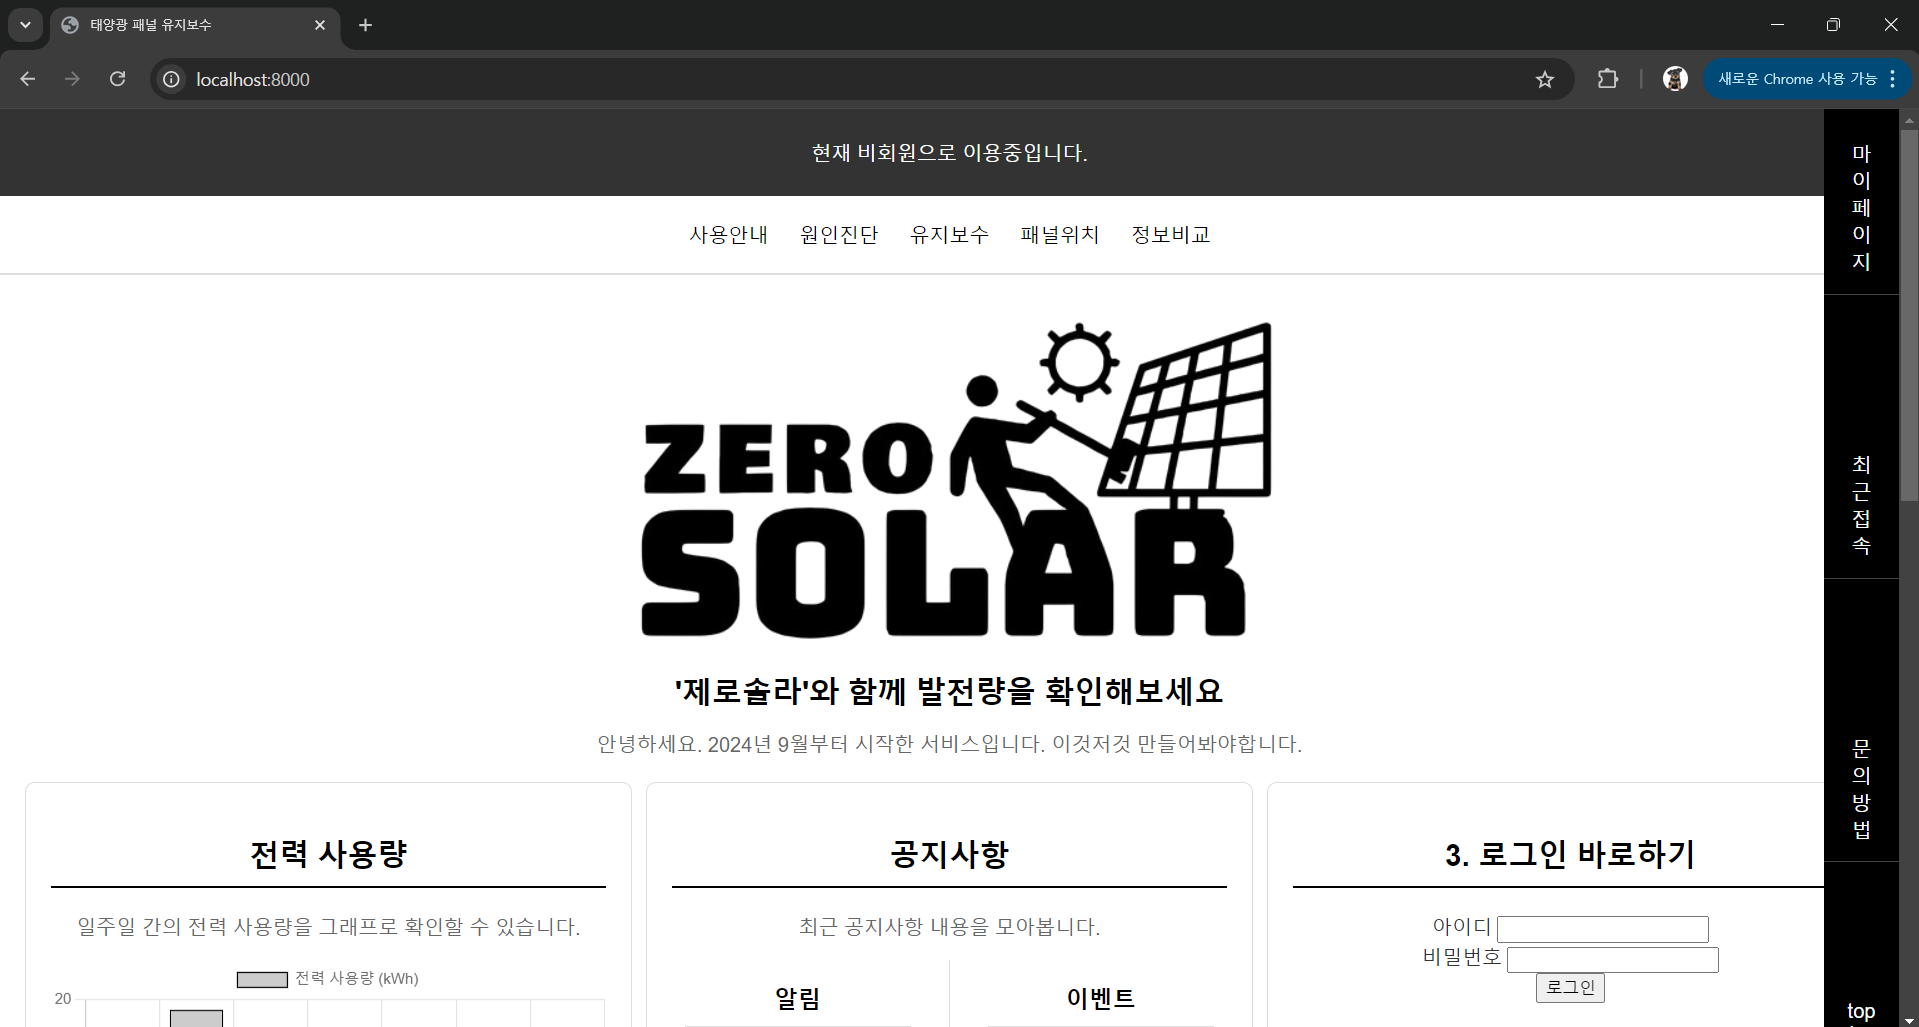 태양광 패널 유지보수
localhost:8000
새로운 Chrome 사용 가능
현재 비회원으로 이용중입니다.
사용안내 원인진단 유지보수 패널위치 정보비교
마이페이지
최근접속
문의방법
top
ZERO
SOLAR
'제로솔라'와 함께 발전량을 확인해보세요
안녕하세요. 2024년 9월부터 시작한 서비스입니다. 이것저것 만들어봐야합니다.
전력 사용량
일주일 간의 전력 사용량을 그래프로 확인할 수 있습니다.
전력 사용량 (kWh)
20
공지사항
최근 공지사항 내용을 모아봅니다.
알림 이벤트
3. 로그인 바로하기
아이디
비밀번호
로그인